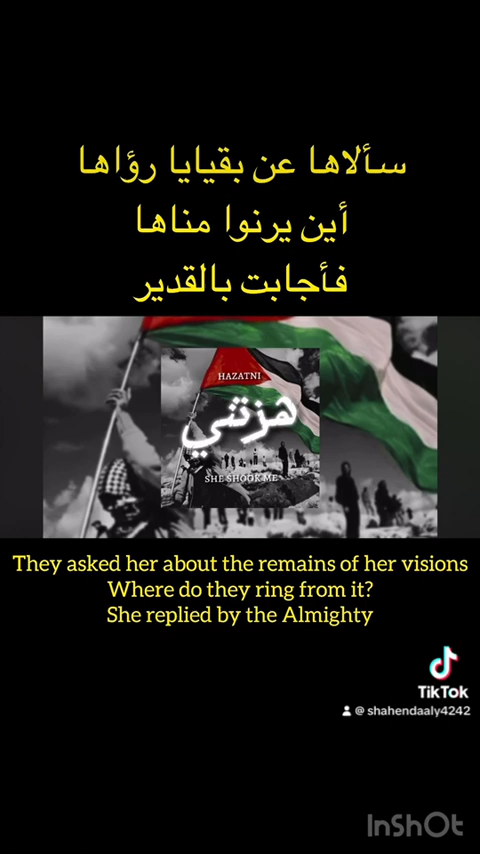 سألاها عن بقيايا رؤاها
أين يرنوا مناها
فأجابت بالقدير
HAZATNI
هزتني
SHE SHOOK ME
They asked her about the remains of her visions
Where do they ring from it?
She replied by the Almighty
TikTok
@ shahendaaly4242
InShOt